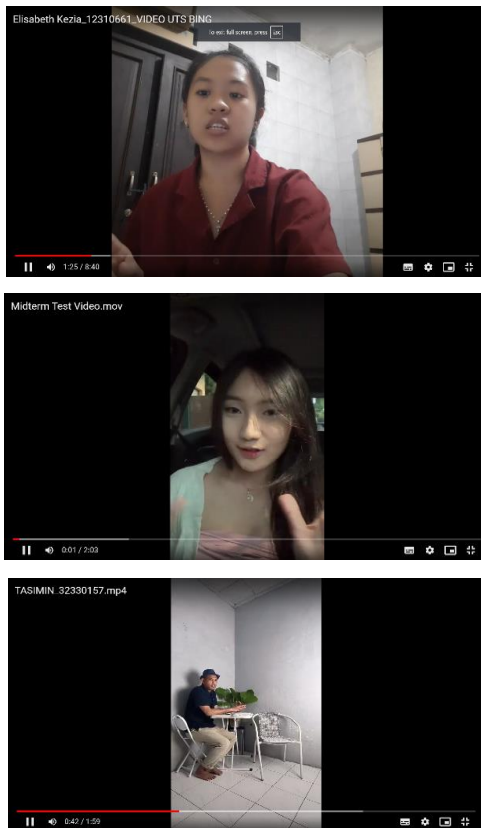 Elisabeth Kezia_12310661_VIDEO UTS BING
To exit full screen, press esc
1:25 / 8:40
Midterm Test Video.mov
0:01 / 2:03
TASIMIN_32330157.mp4
0:42 / 1:59